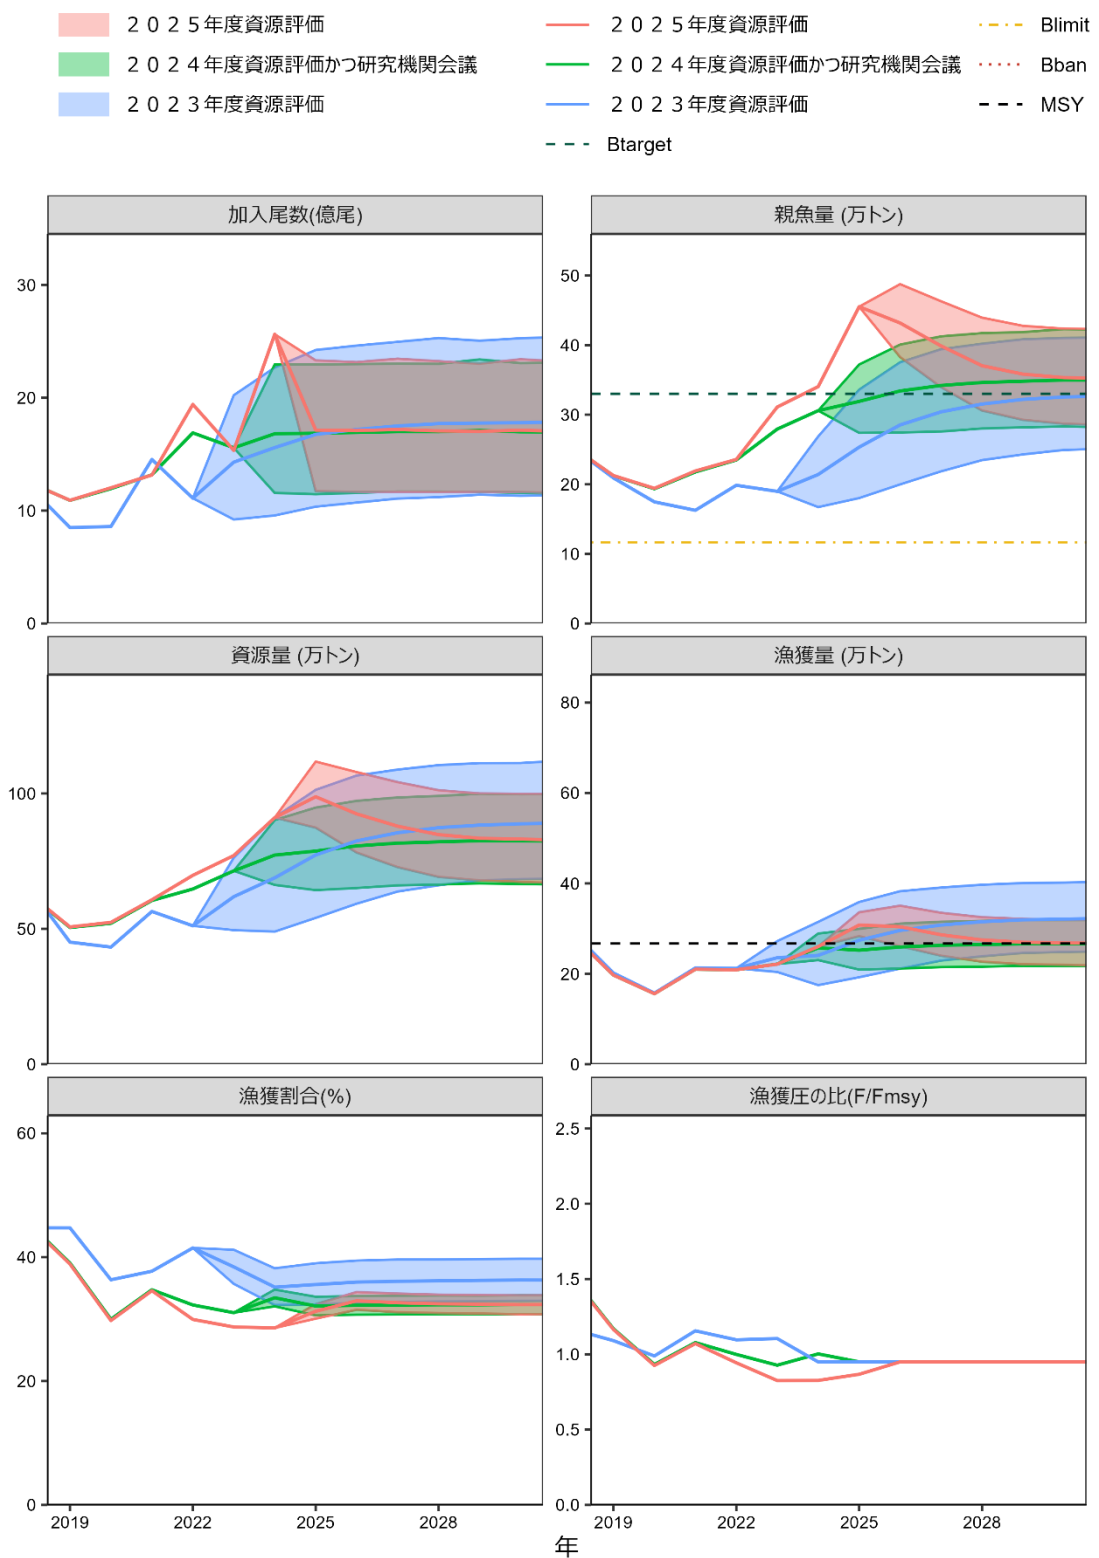 ２０２５年度資源評価
２０２４年度資源評価かつ研究機関会議
２０２３年度資源評価
２０２５年度資源評価
２０２４年度資源評価かつ研究機関会議
２０２３年度資源評価
Btarget
Blimit
Bban
MSY
加入尾数(億尾)
30
20
10
0
親魚量 (万トン)
50
40
30
20
10
0
資源量 (万トン)
100
50
0
漁獲量 (万トン)
80
60
40
20
0
漁獲割合(%)
60
40
20
0
2019 2022 2025 2028
漁獲圧の比(F/Fmsy)
2.5
2.0
1.5
1.0
0.5
0.0
2019 2022 2025 2028
年